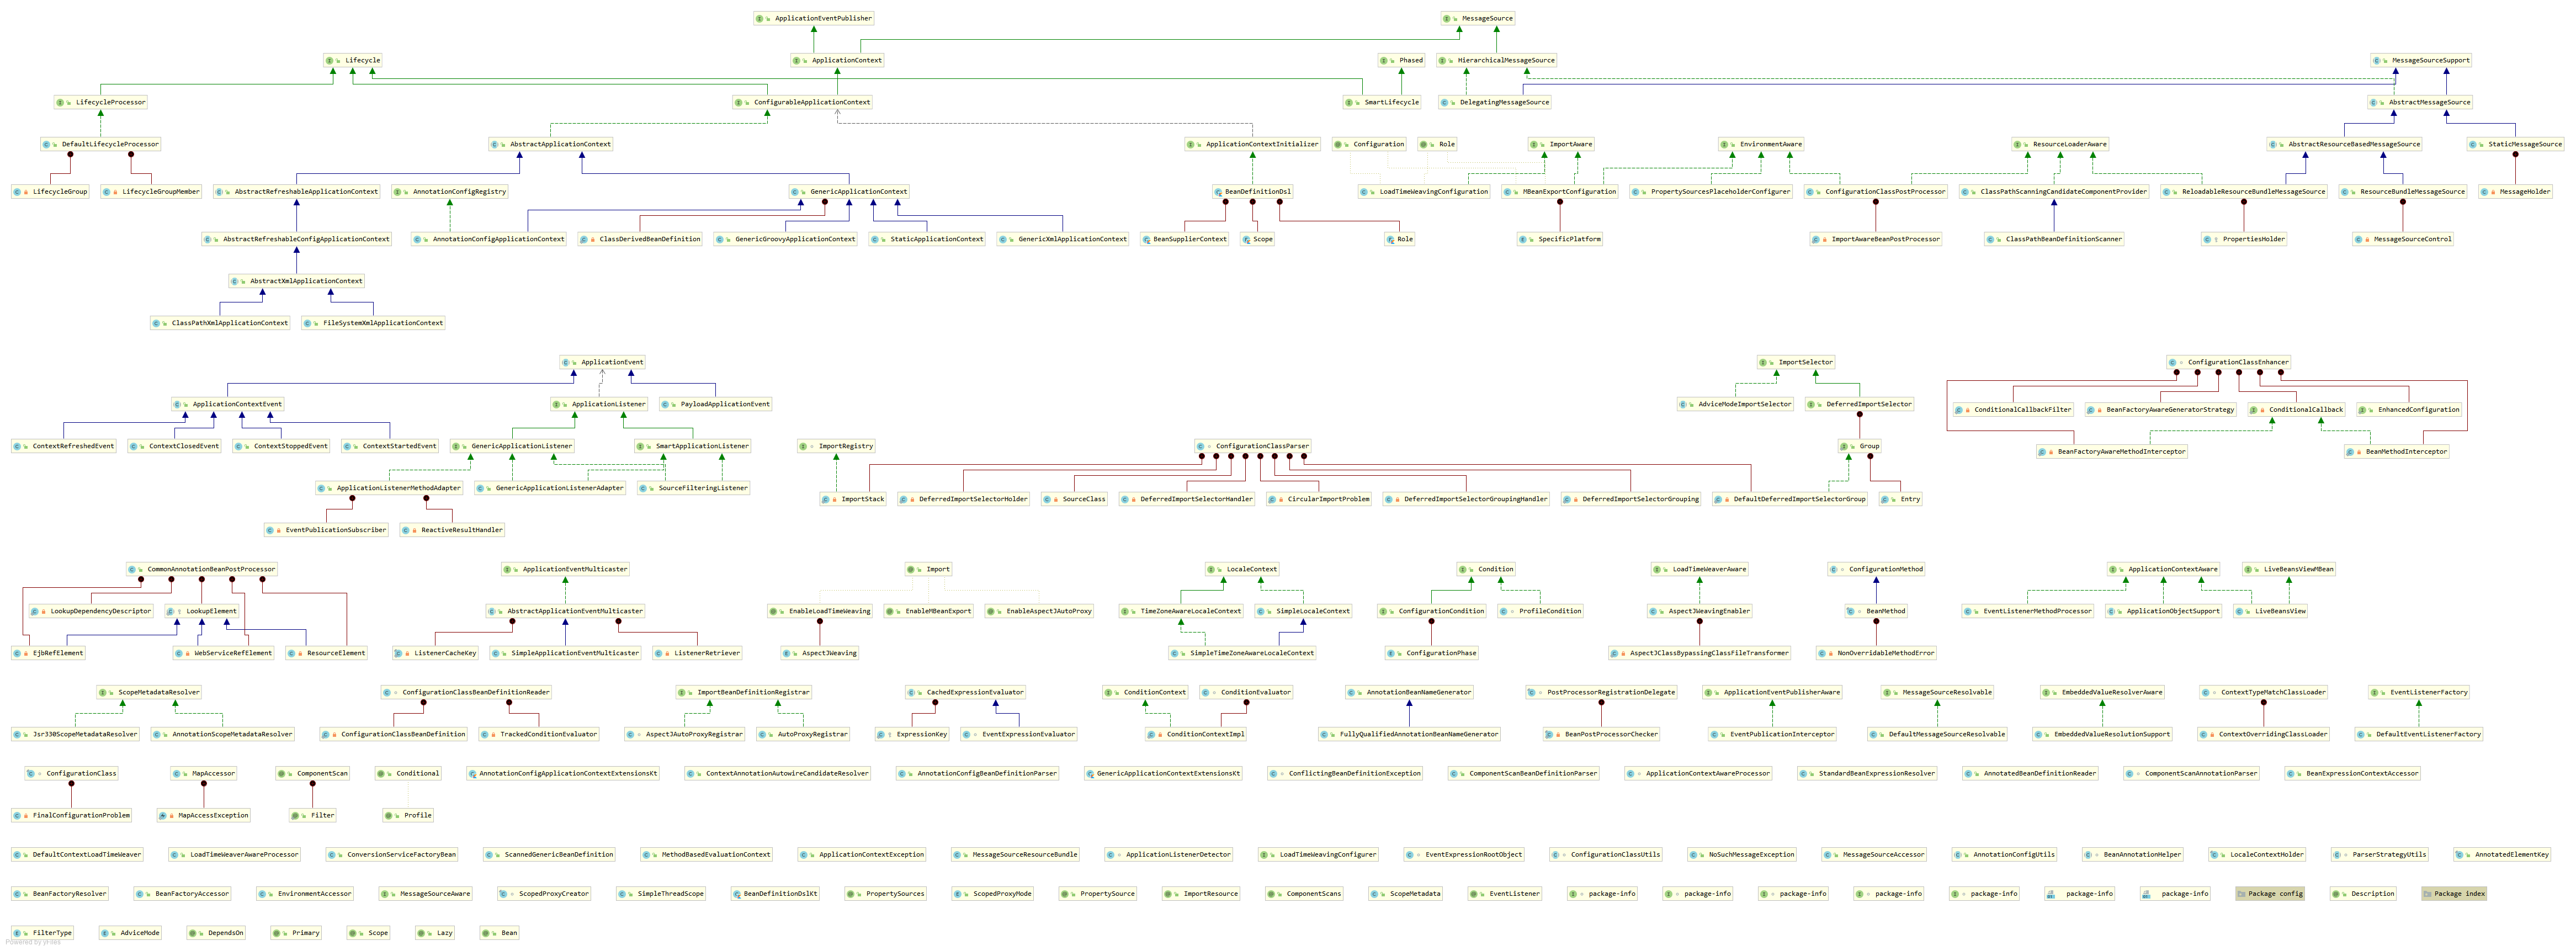 ApplicationEventPublisher
MessageSource
Lifecycle
ApplicationContext
Phased
HierarchicalMessageSource
MessageSourceSupport
LifecycleProcessor
ConfigurableApplicationContext
SmartLifecycle
DelegatingMessageSource
AbstractMessageSource
DefaultLifecycleProcessor
AbstractApplicationContext
ApplicationContextInitializer
Configuration
Role
ImportAware
EnvironmentAware
ResourceLoaderAware
AbstractResourceBasedMessageSource
StaticMessageSource
LifecycleGroup
LifecycleGroupMember
AbstractRefreshableApplicationContext
AnnotationConfigRegistry
GenericApplicationContext
BeanDefinitionDsl
LoadTimeWeavingConfiguration
MBeanExportConfiguration
PropertySourcesPlaceholderConfigurer
ConfigurationClassPostProcessor
ClassPathScanningCandidateComponentProvider
ReloadableResourceBundleMessageSource
ResourceBundleMessageSource
MessageHolder
AbstractRefreshableConfigApplicationContext
AnnotationConfigApplicationContext
ClassDerivedBeanDefinition
GenericGroovyApplicationContext
StaticApplicationContext
GenericXmlApplicationContext
BeanSupplierContext
Scope
Role
SpecificPlatform
ImportAwareBeanPostProcessor
ClassPathBeanDefinitionScanner
PropertiesHolder
MessageSourceControl
AbstractXmlApplicationContext
ClassPathXmlApplicationContext
FileSystemXmlApplicationContext
ApplicationEvent
ImportSelector
ConfigurationClassEnhancer
ApplicationContextEvent
ApplicationListener
PayloadApplicationEvent
AdviceModeImportSelector
DeferredImportSelector
ConditionalCallbackFilter
BeanFactoryAwareGeneratorStrategy
ConditionalCallback
EnhancedConfiguration
ContextRefreshedEvent
ContextClosedEvent
ContextStoppedEvent
ContextStartedEvent
GenericApplicationListener
SmartApplicationListener
ImportRegistry
ConfigurationClassParser
Group
BeanFactoryAwareMethodInterceptor
BeanMethodInterceptor
ApplicationListenerMethodAdapter
GenericApplicationListenerAdapter
SourceFilteringListener
ImportStack
DeferredImportSelectorHolder
SourceClass
DeferredImportSelectorHandler
CircularImportProblem
DeferredImportSelectorGroupingHandler
DeferredImportSelectorGrouping
DefaultDeferredImportSelectorGroup
Entry
EventPublicationSubscriber
ReactiveResultHandler
CommonAnnotationBeanPostProcessor
ApplicationEventMulticaster
Import
LocaleContext
Condition
LoadTimeWeaverAware
ConfigurationMethod
ApplicationContextAware
LiveBeansViewMBean
LookupDependencyDescriptor
LookupElement
AbstractApplicationEventMulticaster
EnableLoadTimeWeaving
EnableMBeanExport
EnableAspectJAutoProxy
TimeZoneAwareLocaleContext
SimpleLocaleContext
ConfigurationCondition
ProfileCondition
AspectJWeavingEnabler
BeanMethod
EventListenerMethodProcessor
ApplicationObjectSupport
LiveBeansView
EjbRefElement
WebServiceRefElement
ResourceElement
ListenerCacheKey
SimpleApplicationEventMulticaster
ListenerRetriever
AspectJWeaving
SimpleTimeZoneAwareLocaleContext
ConfigurationPhase
AspectJClassBypassingClassFileTransformer
NonOverridableMethodError
ScopeMetadataResolver
ConfigurationClassBeanDefinitionReader
ImportBeanDefinitionRegistrar
CachedExpressionEvaluator
ConditionContext
ConditionEvaluator
AnnotationBeanNameGenerator
PostProcessorRegistrationDelegate
ApplicationEventPublisherAware
MessageSourceResolvable
EmbeddedValueResolverAware
ContextTypeMatchClassLoader
EventListenerFactory
Jsr330ScopeMetadataResolver
AnnotationScopeMetadataResolver
ConfigurationClassBeanDefinition
TrackedConditionEvaluator
AspectJAutoProxyRegistrar
AutoProxyRegistrar
ExpressionKey
EventExpressionEvaluator
ConditionContextImpl
FullyQualifiedAnnotationBeanNameGenerator
BeanPostProcessorChecker
EventPublicationInterceptor
DefaultMessageSourceResolvable
EmbeddedValueResolutionSupport
ContextOverridingClassLoader
DefaultEventListenerFactory
ConfigurationClass
MapAccessor
ComponentScan
Conditional
AnnotationConfigApplicationContextExtensionsKt
ContextAnnotationAutowireCandidateResolver
AnnotationConfigBeanDefinitionParser
GenericApplicationContextExtensionsKt
ConflictingBeanDefinitionException
ComponentScanBeanDefinitionParser
ApplicationContextAwareProcessor
StandardBeanExpressionResolver
AnnotatedBeanDefinitionReader
ComponentScanAnnotationParser
BeanExpressionContextAccessor
FinalConfigurationProblem
MapAccessException
Filter
Profile
DefaultContextLoadTimeWeaver
LoadTimeWeaverAwareProcessor
ConversionServiceFactoryBean
ScannedGenericBeanDefinition
MethodBasedEvaluationContext
ApplicationContextException
MessageSourceResourceBundle
ApplicationListenerDetector
LoadTimeWeavingConfigurer
EventExpressionRootObject
ConfigurationClassUtils
NoSuchMessageException
MessageSourceAccessor
AnnotationConfigUtils
BeanAnnotationHelper
LocaleContextHolder
ParserStrategyUtils
AnnotatedElementKey
BeanFactoryResolver
BeanFactoryAccessor
EnvironmentAccessor
MessageSourceAware
ScopedProxyCreator
SimpleThreadScope
BeanDefinitionDslKt
PropertySources
ScopedProxyMode
PropertySource
ImportResource
ComponentScans
ScopeMetadata
EventListener
package-info
package-info
package-info
package-info
package-info
package-info
package-info
Package config
Description
Package index
FilterType
AdviceMode
DependsOn
Primary
Scope
Lazy
Bean
Powered by yFiles